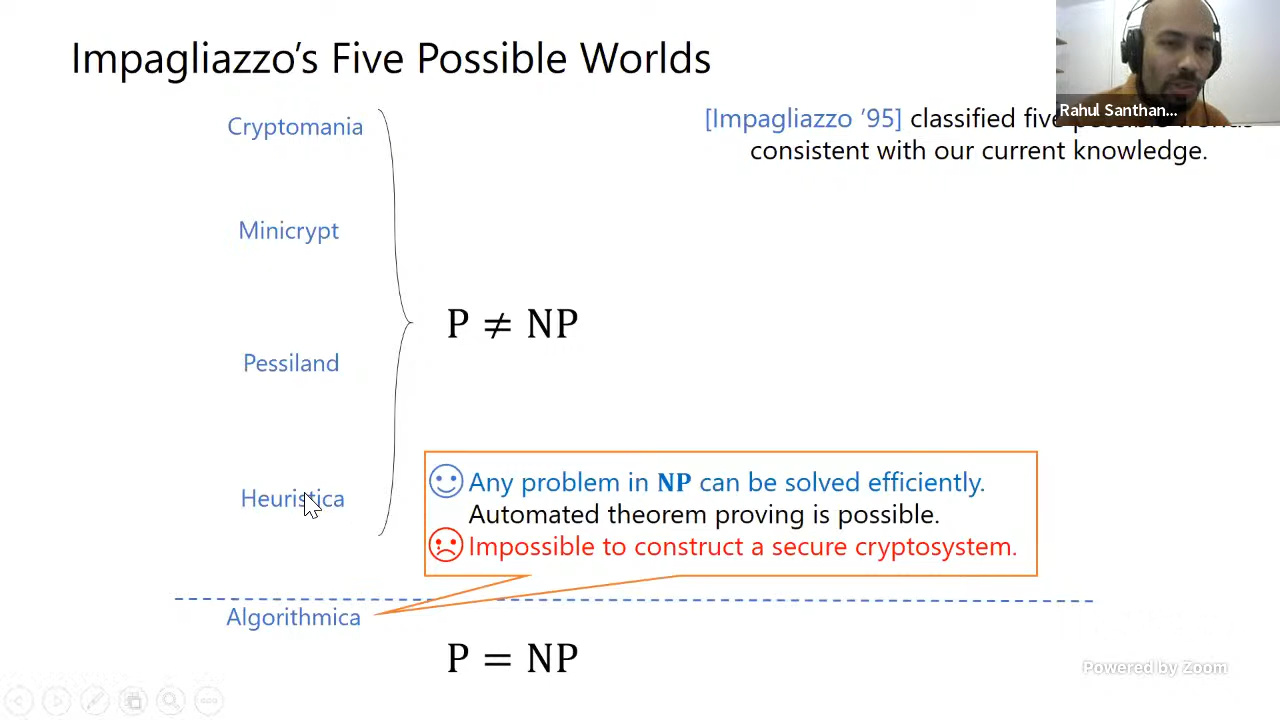 Impagliazzo's Five Possible Worlds
Rahul Santhan...
Cryptomania
[Impagliazzo '95] classified five
consistent with our current knowledge.
Minicrypt
P ≠ NP
Pessiland
Heuristica
Any problem in NP can be solved efficiently.
Automated theorem proving is possible.
Impossible to construct a secure cryptosystem.
Algorithmica
P = NP
Powered by Zoom